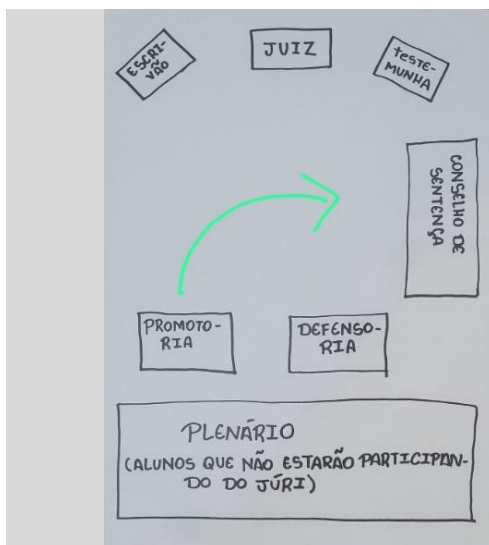 ESCRI-
VÃO
JUIZ
TESTE-
MUNHA
CONSELHO DE
SENTENÇA
PROMOTO-
RIA
DEFENSO-
RIA
PLENÁRIO
(ALUNOS QUE NÃO ESTARÃO PARTICIPAN-
DO DO JÚRI)